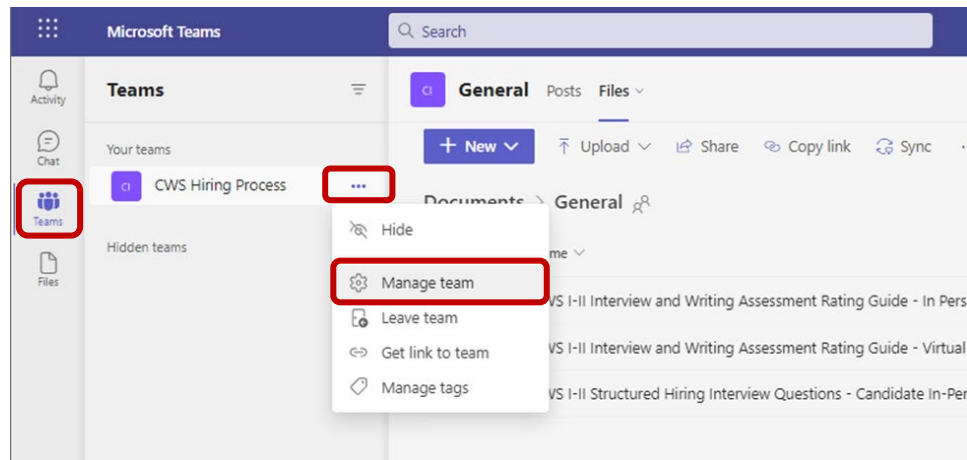 Microsoft Teams
Search
Activity
Chat
Teams
Files
Teams
Your teams
CI CWS Hiring Process ...
Hidden teams
Hide
Manage team
Leave team
Get link to team
Manage tags
CI General Posts Files
+ New Upload Share Copy link Sync
Documents > General
me
WS I-II Interview and Writing Assessment Rating Guide - In Pers
WS I-II Interview and Writing Assessment Rating Guide - Virtual
WS I-II Structured Hiring Interview Questions - Candidate In-Per